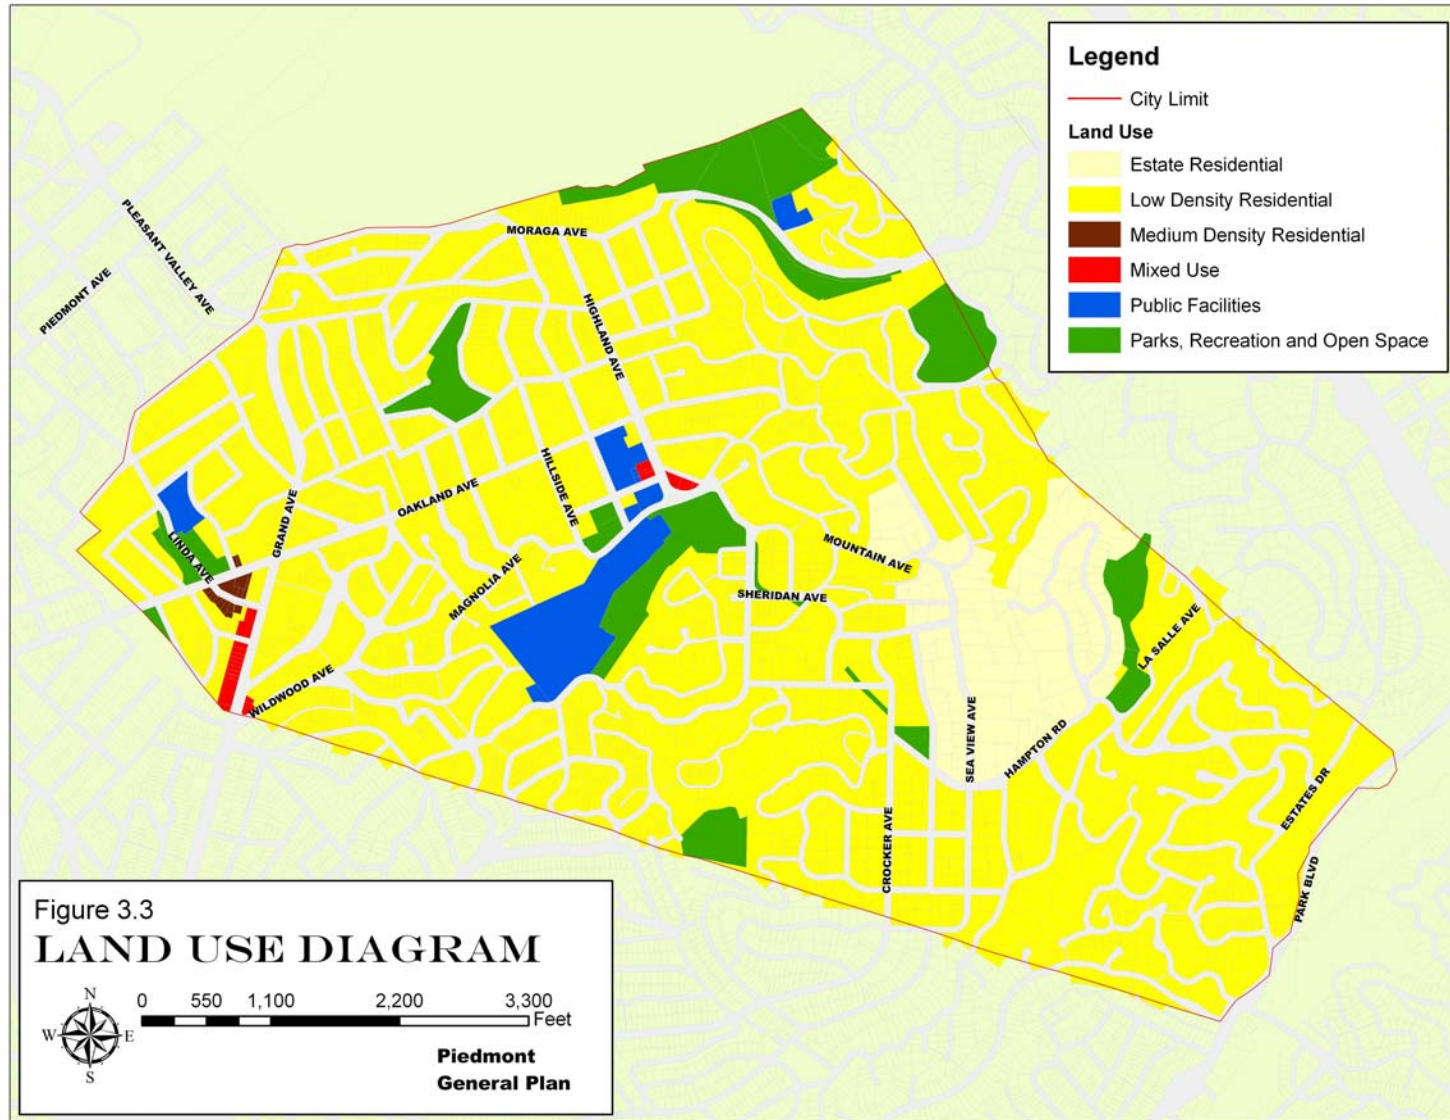 Legend
City Limit
Land Use
Estate Residential
Low Density Residential
Medium Density Residential
Mixed Use
Public Facilities
Parks, Recreation and Open Space
PLEASANT VALLEY AVE
PIEDMONT AVE
MORAGA AVE
HIGHLAND AVE
HILLSIDE AVE
OAKLAND AVE
GRAND AVE
LINDA AVE
MAGNOLIA AVE
WILDWOOD AVE
MOUNTAIN AVE
SHERIDAN AVE
LA SALLE AVE
SEA VIEW AVE
HAMPTON RD
CROCKER AVE
ESTATES DR
PARK BLVD
Figure 3.3
LAND USE DIAGRAM
N
W E
S
0 550 1,100 2,200 3,300
Feet
Piedmont
General Plan